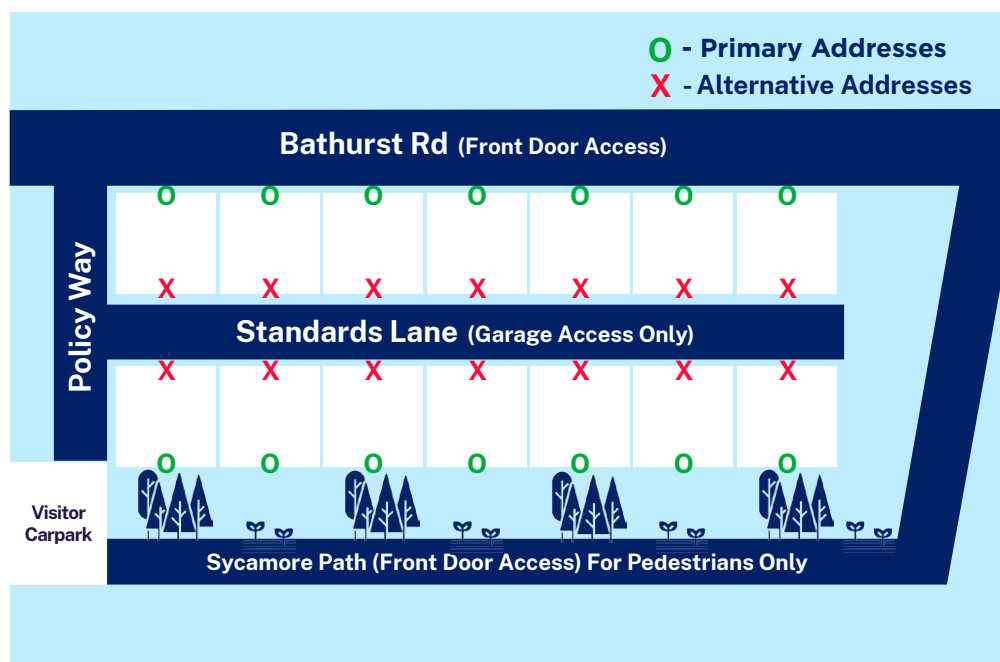 O - Primary Addresses
X - Alternative Addresses
Bathurst Rd (Front Door Access)
O O O O O O O
Policy Way
X X X X X X X
Standards Lane (Garage Access Only)
X X X X X X X
O O O O O O O
Visitor
Carpark
Sycamore Path (Front Door Access) For Pedestrians Only